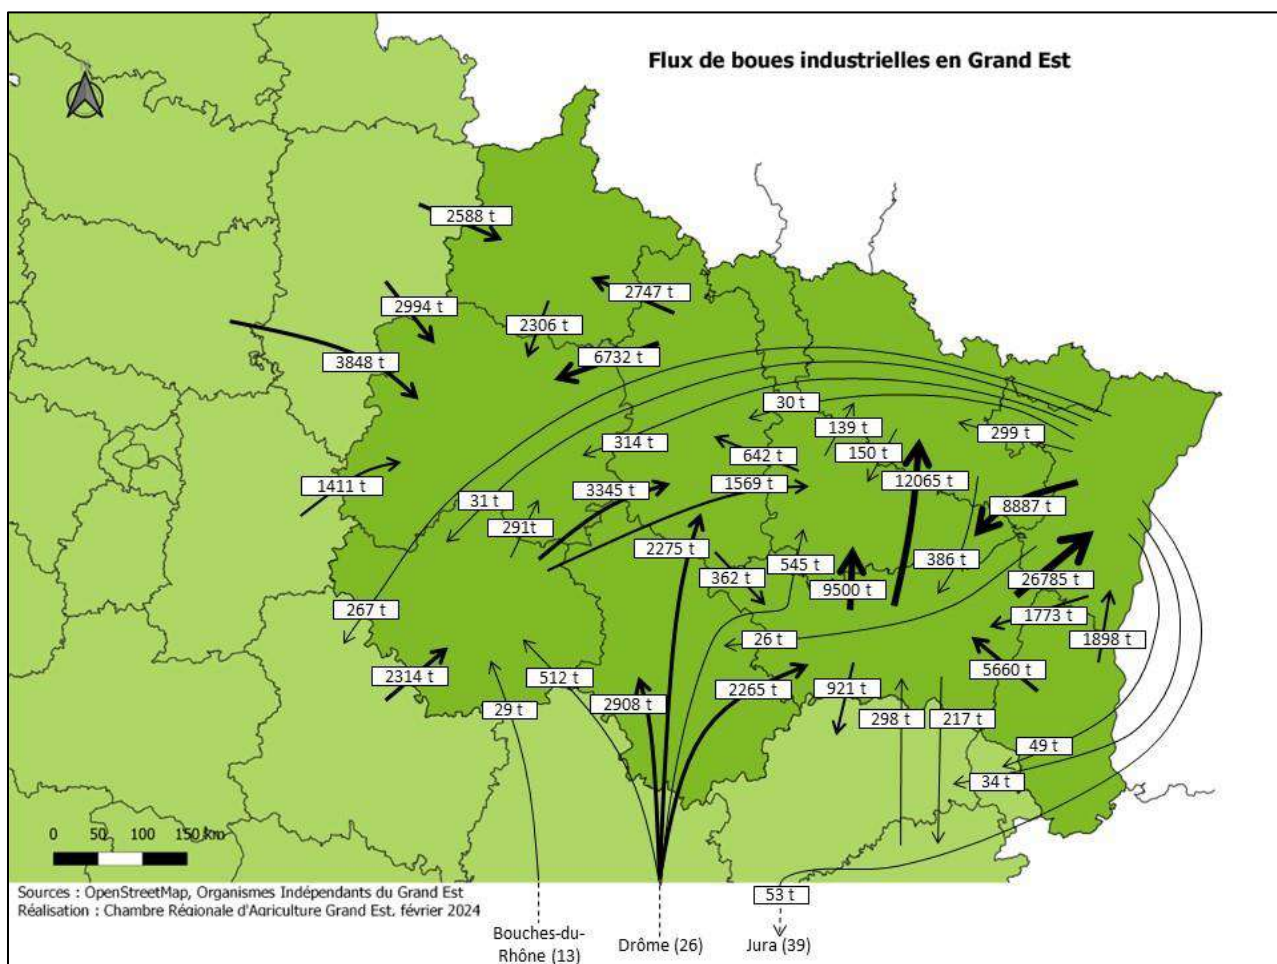 Flux de boues industrielles en Grand Est
2588 t
2747 t
2994 t
2306 t
6732 t
3848 t
30 t
139 t
299 t
314 t
150 t
642 t
12065 t
1411 t
1569 t
3345 t
31 t
8887 t
291t
2275 t
386 t
545 t
362 t
26785 t
9500 t
267 t
1773 t
26 t
1898 t
5660 t
2314 t
512 t
2265 t
921 t
2908 t
29 t
298 t
217 t
49 t
34 t
0 50 100 150 km
Sources : OpenStreetMap, Organismes Indépendants du Grand Est
53 t
Réalisation : Chambre Régionale d'Agriculture Grand Est, février 2024
Bouches-du-
Rhône (13)
Drôme (26)
Jura (39)